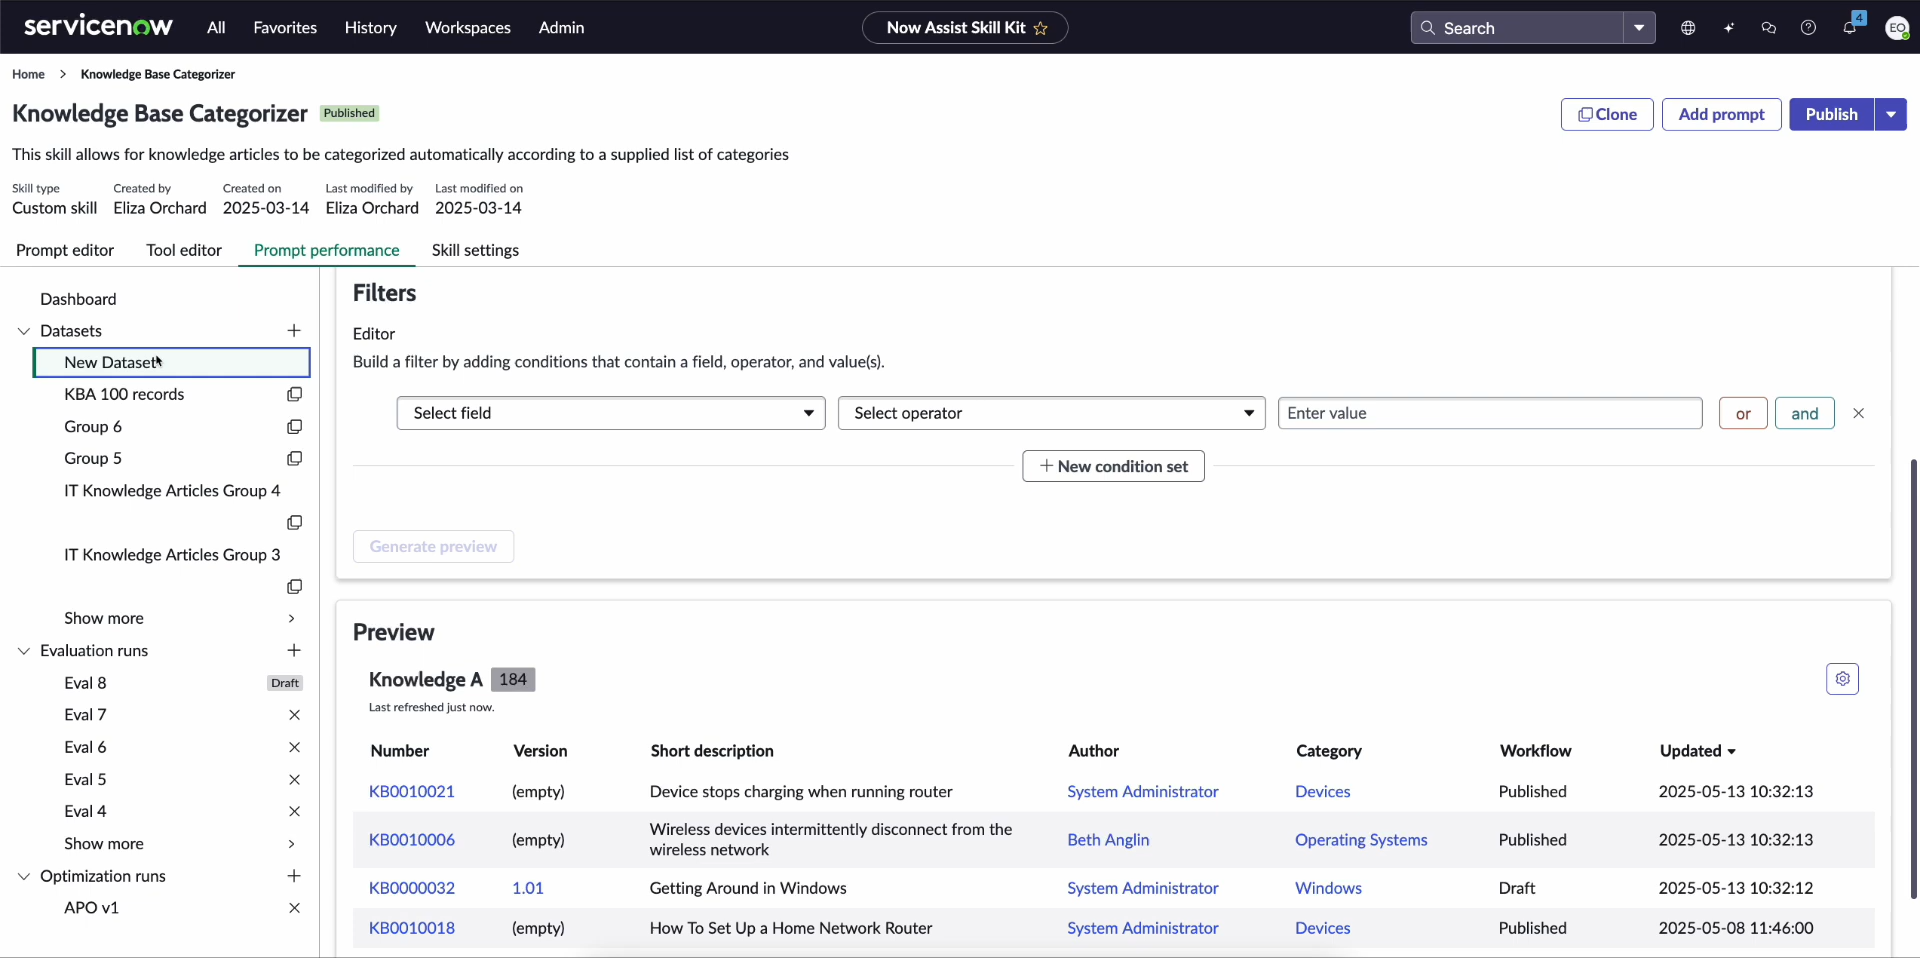 servicenow
All
Favorites
History
Workspaces
Admin
Now Assist Skill Kit
Search
4
EO
Home
Knowledge Base Categorizer
Knowledge Base Categorizer
Published
Clone
Add prompt
Publish
This skill allows for knowledge articles to be categorized automatically according to a supplied list of categories
Skill type
Custom skill
Created by
Eliza Orchard
Created on
2025-03-14
Last modified by
Eliza Orchard
Last modified on
2025-03-14
Prompt editor
Tool editor
Prompt performance
Skill settings
Dashboard
Datasets
New Dataset
KBA 100 records
Group 6
Group 5
IT Knowledge Articles Group 4
IT Knowledge Articles Group 3
Show more
Evaluation runs
Eval 8
Draft
Eval 7
Eval 6
Eval 5
Eval 4
Show more
Optimization runs
APO v1
Filters
Editor
Build a filter by adding conditions that contain a field, operator, and value(s).
Select field
Select operator
Enter value
or
and
New condition set
Generate preview
Preview
Knowledge A 184
Last refreshed just now.
Number Version Short description Author Category Workflow Updated
KB0010021 (empty) Device stops charging when running router System Administrator Devices Published 2025-05-13 10:32:13
KB0010006 (empty) Wireless devices intermittently disconnect from the
wireless network Beth Anglin Operating Systems Published 2025-05-13 10:32:13
KB0000032 1.01 Getting Around in Windows System Administrator Windows Draft 2025-05-13 10:32:12
KB0010018 (empty) How To Set Up a Home Network Router System Administrator Devices Published 2025-05-08 11:46:00